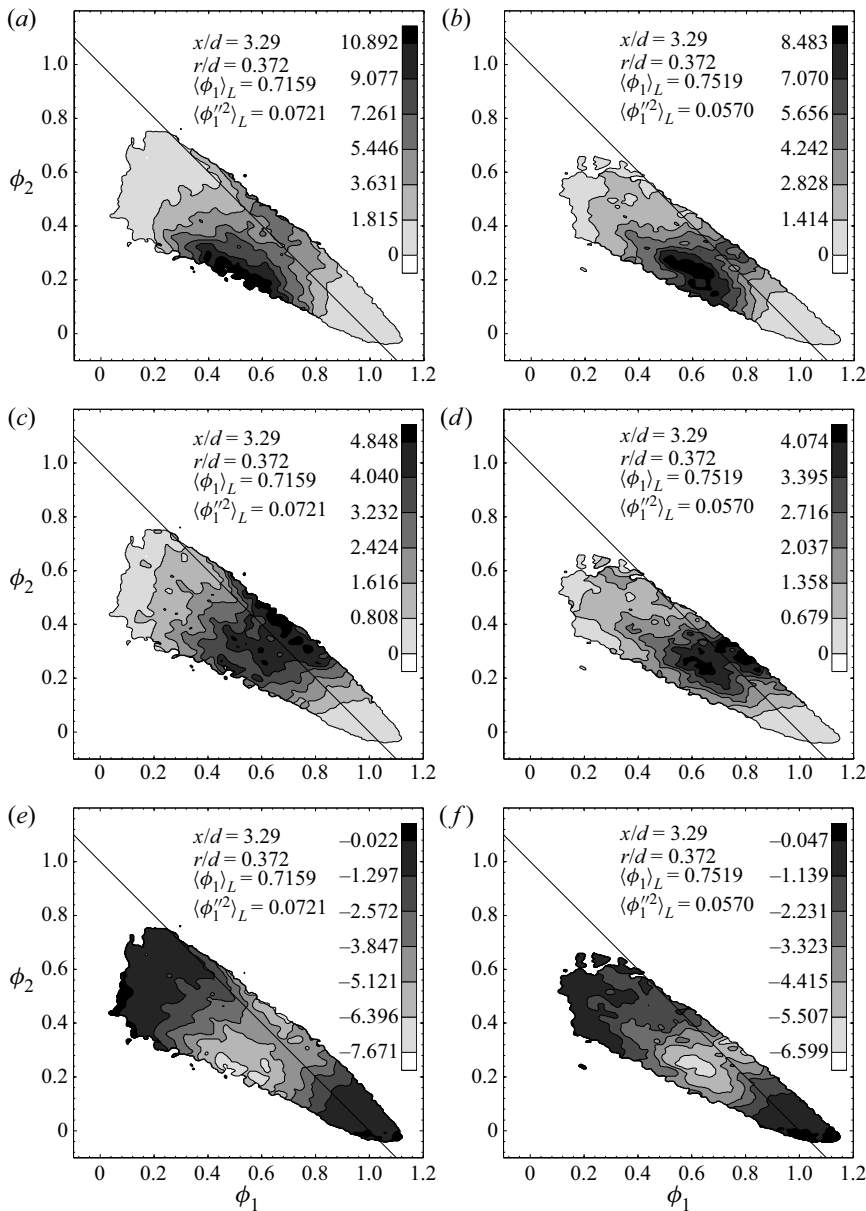 (a)
x/d = 3.29
r/d = 0.372
⟨ϕ₁⟩_L = 0.7159
⟨ϕ₁″²⟩_L = 0.0721
10.892
9.077
7.261
5.446
3.631
1.815
0
1.0
0.8
0.6
ϕ₂
0.4
0.2
0
0 0.2 0.4 0.6 0.8 1.0 1.2
(b)
x/d = 3.29
r/d = 0.372
⟨ϕ₁⟩_L = 0.7519
⟨ϕ₁″²⟩_L = 0.0570
8.483
7.070
5.656
4.242
2.828
1.414
0
1.0
0.8
0.6
0.4
0.2
0
0 0.2 0.4 0.6 0.8 1.0 1.2
(c)
x/d = 3.29
r/d = 0.372
⟨ϕ₁⟩_L = 0.7159
⟨ϕ₁″²⟩_L = 0.0721
4.848
4.040
3.232
2.424
1.616
0.808
0
1.0
0.8
0.6
ϕ₂
0.4
0.2
0
0 0.2 0.4 0.6 0.8 1.0 1.2
(d)
x/d = 3.29
r/d = 0.372
⟨ϕ₁⟩_L = 0.7519
⟨ϕ₁″²⟩_L = 0.0570
4.074
3.395
2.716
2.037
1.358
0.679
0
1.0
0.8
0.6
0.4
0.2
0
0 0.2 0.4 0.6 0.8 1.0 1.2
(e)
x/d = 3.29
r/d = 0.372
⟨ϕ₁⟩_L = 0.7159
⟨ϕ₁″²⟩_L = 0.0721
–0.022
–1.297
–2.572
–3.847
–5.121
–6.396
–7.671
1.0
0.8
0.6
ϕ₂
0.4
0.2
0
0 0.2 0.4 0.6 0.8 1.0 1.2
ϕ₁
(f)
x/d = 3.29
r/d = 0.372
⟨ϕ₁⟩_L = 0.7519
⟨ϕ₁″²⟩_L = 0.0570
–0.047
–1.139
–2.231
–3.323
–4.415
–5.507
–6.599
1.0
0.8
0.6
0.4
0.2
0
0 0.2 0.4 0.6 0.8 1.0 1.2
ϕ₁